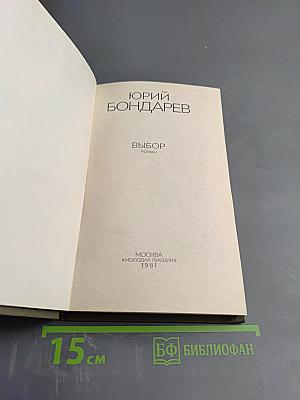 ЮРИЙ
БОНДАРЕВ
ВЫБОР
РОМАН
МОСКВА
«МОЛОДАЯ ГВАРДИЯ»
1981
15 см
БФ БИБЛИОФАН